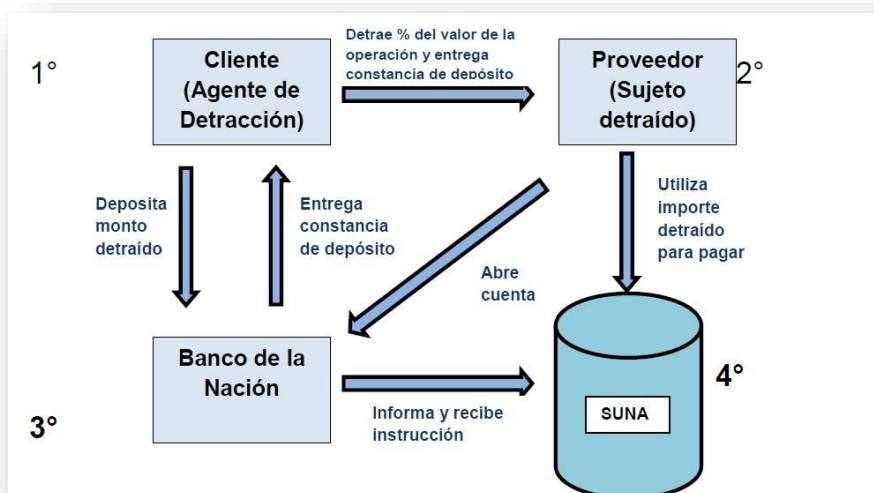 1°
Cliente
(Agente de
Detracción)
Detrae % del valor de la
operación y entrega
constancia de depósito
Proveedor
(Sujeto
detraído)
2°
Deposita
monto
detraído
Entrega
constancia
de depósito
Abre
cuenta
Utiliza
importe
detraído
para pagar
Banco de la
Nación
3°
Informa y recibe
instrucción
SUNA
4°